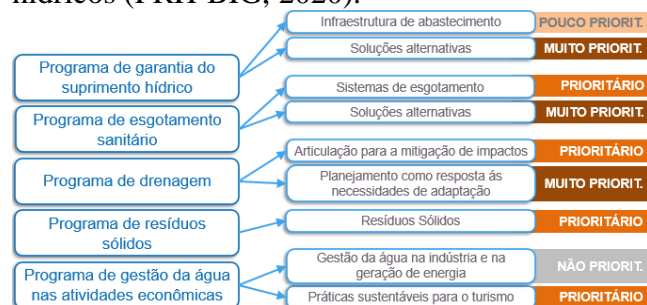 hídricos (PRH-BIG, 2020).
Infraestrutura de abastecimento
POUCO PRIORIT.
Soluções alternativas
MUITO PRIORIT.
Programa de garantia do
suprimento hídrico
Sistemas de esgotamento
PRIORITÁRIO
Soluções alternativas
MUITO PRIORIT.
Programa de esgotamento
sanitário
Articulação para a mitigação de impactos
PRIORITÁRIO
Programa de drenagem
Planejamento como resposta ás
necessidades de adaptação
MUITO PRIORIT.
Programa de resíduos
sólidos
Resíduos Sólidos
PRIORITÁRIO
Gestão da água na indústria e na
geração de energia
NÃO PRIORIT.
Programa de gestão da água
nas atividades econômicas
Práticas sustentáveis para o turismo
PRIORITÁRIO